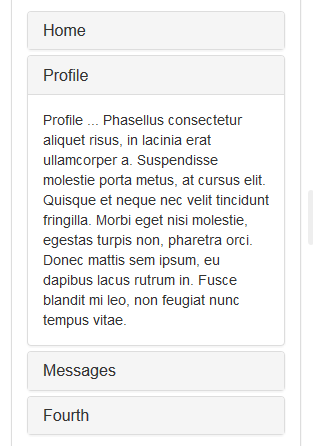 Home
Profile
Profile ... Phasellus consectetur
aliquet risus, in lacinia erat
ullamcorper a. Suspendisse
molestie porta metus, at cursus elit.
Quisque et neque nec velit tincidunt
fringilla. Morbi eget nisi molestie,
egestas turpis non, pharetra orci.
Donec mattis sem ipsum, eu
dapibus lacus rutrum in. Fusce
blandit mi leo, non feugiat nunc
tempus vitae.
Messages
Fourth